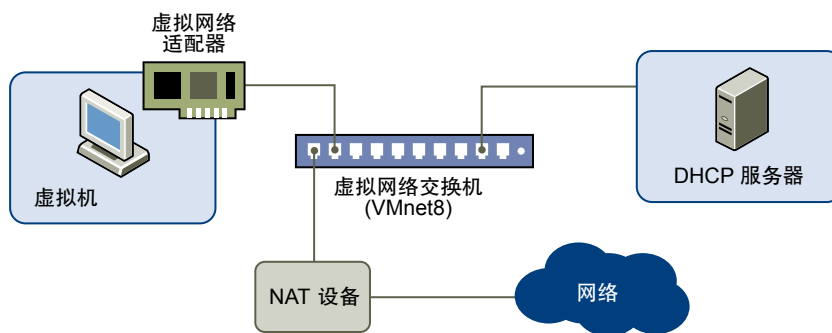 虚拟网络
适配器
虚拟机
虚拟网络交换机
(VMnet8)
DHCP 服务器
NAT 设备
网络